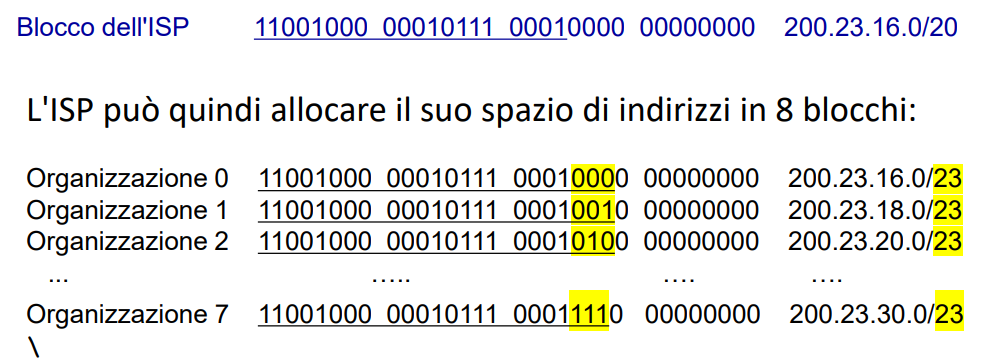 Blocco dell'ISP 11001000 00010111 00010000 00000000 200.23.16.0/20
L'ISP può quindi allocare il suo spazio di indirizzi in 8 blocchi:
Organizzazione 0 11001000 00010111 00010000 00000000 200.23.16.0/23
Organizzazione 1 11001000 00010111 00010010 00000000 200.23.18.0/23
Organizzazione 2 11001000 00010111 00010100 00000000 200.23.20.0/23
... ..... .... ....
Organizzazione 7 11001000 00010111 00011110 00000000 200.23.30.0/23
\